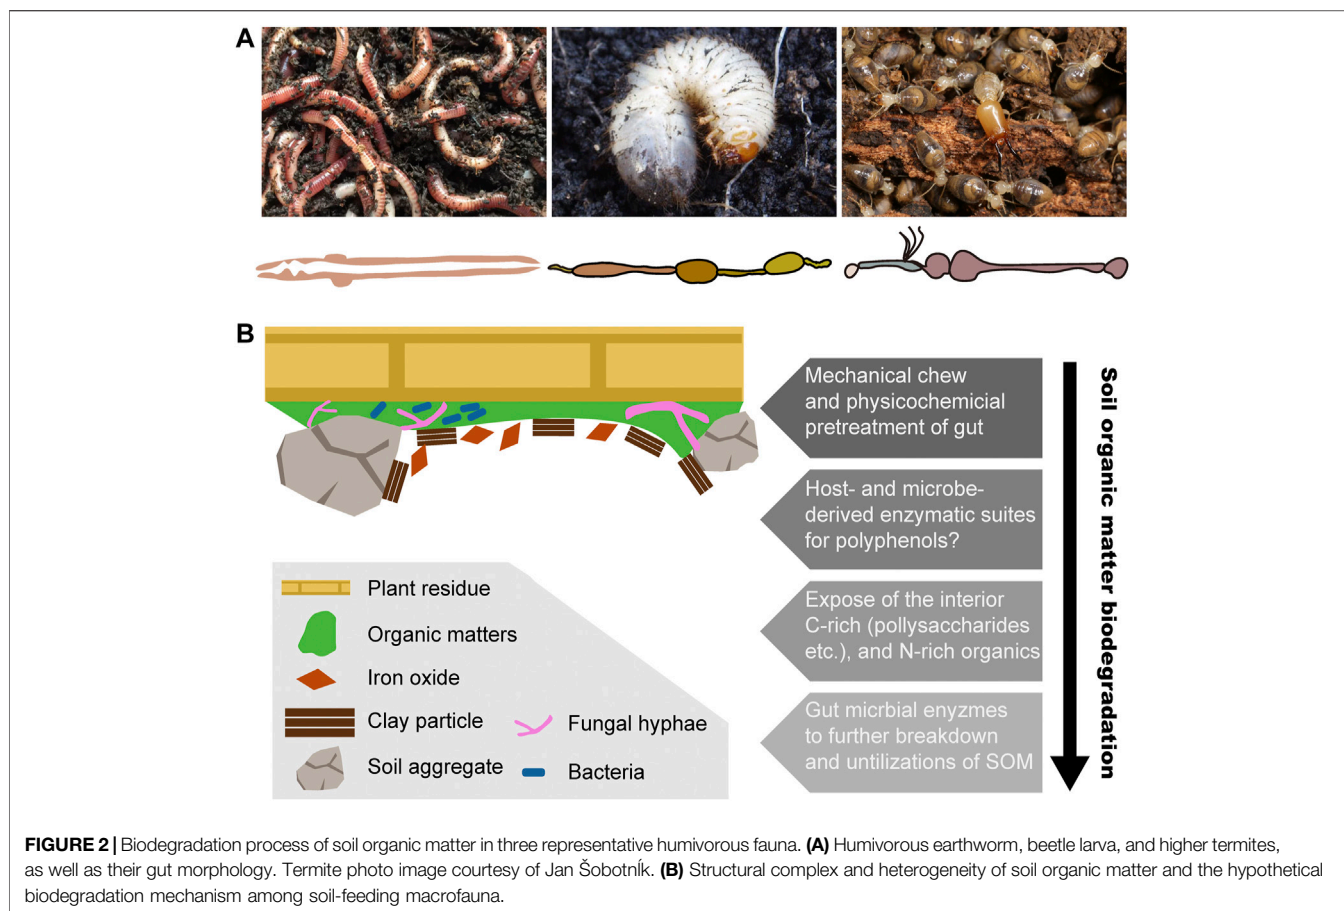 A
B
Mechanical chew
and physicochemicial
pretreatment of gut
Host- and microbe-
derived enzymatic suites
for polyphenols?
Expose of the interior
C-rich (pollysaccharides
etc.), and N-rich organics
Gut micrbial enyzmes
to further breakdown
and untilizations of SOM
Soil organic matter biodegradation
Plant residue
Organic matters
Iron oxide
Clay particle
Soil aggregate
Fungal hyphae
Bacteria
FIGURE 2 | Biodegradation process of soil organic matter in three representative humivorous fauna. (A) Humivorous earthworm, beetle larva, and higher termites,
as well as their gut morphology. Termite photo image courtesy of Jan Šobotník. (B) Structural complex and heterogeneity of soil organic matter and the hypothetical
biodegradation mechanism among soil-feeding macrofauna.